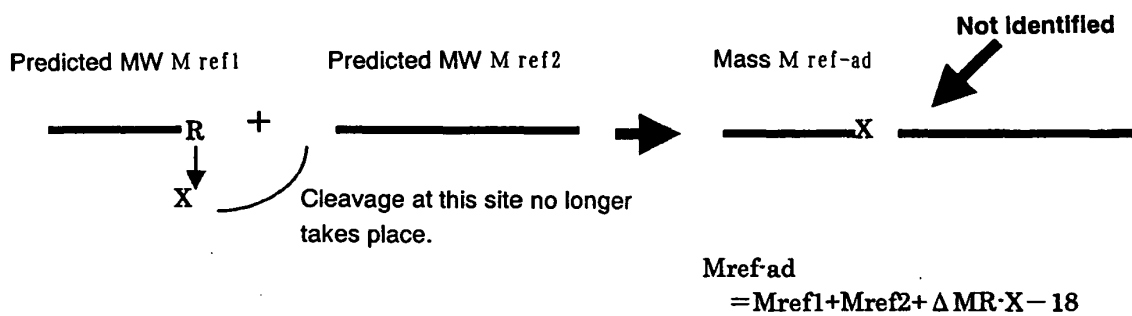 Not identified
Predicted MW M ref1
Predicted MW M ref2
Mass M ref-ad
R
+
X
X
Cleavage at this site no longer
takes place.
Mref-ad
=Mref1+Mref2+ΔMR-X-18